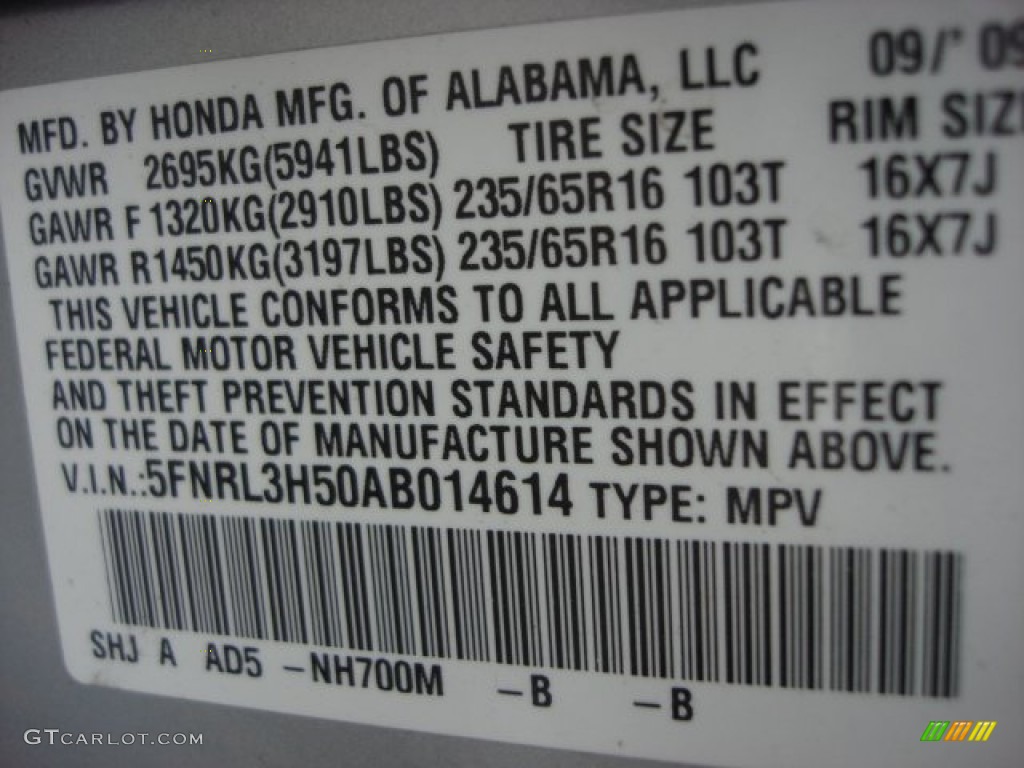 09/' 09
MFD. BY HONDA MFG. OF ALABAMA, LLC
GVWR 2695KG(5941LBS) TIRE SIZE RIM SIZE
GAWR F 1320KG(2910LBS) 235/65R16 103T 16X7J
GAWR R1450KG(3197LBS) 235/65R16 103T 16X7J
THIS VEHICLE CONFORMS TO ALL APPLICABLE
FEDERAL MOTOR VEHICLE SAFETY
AND THEFT PREVENTION STANDARDS IN EFFECT
ON THE DATE OF MANUFACTURE SHOWN ABOVE.
V.I.N.:5FNRL3H50AB014614 TYPE: MPV
SHJ A AD5 -NH700M -B -B
GTCARLOT.COM